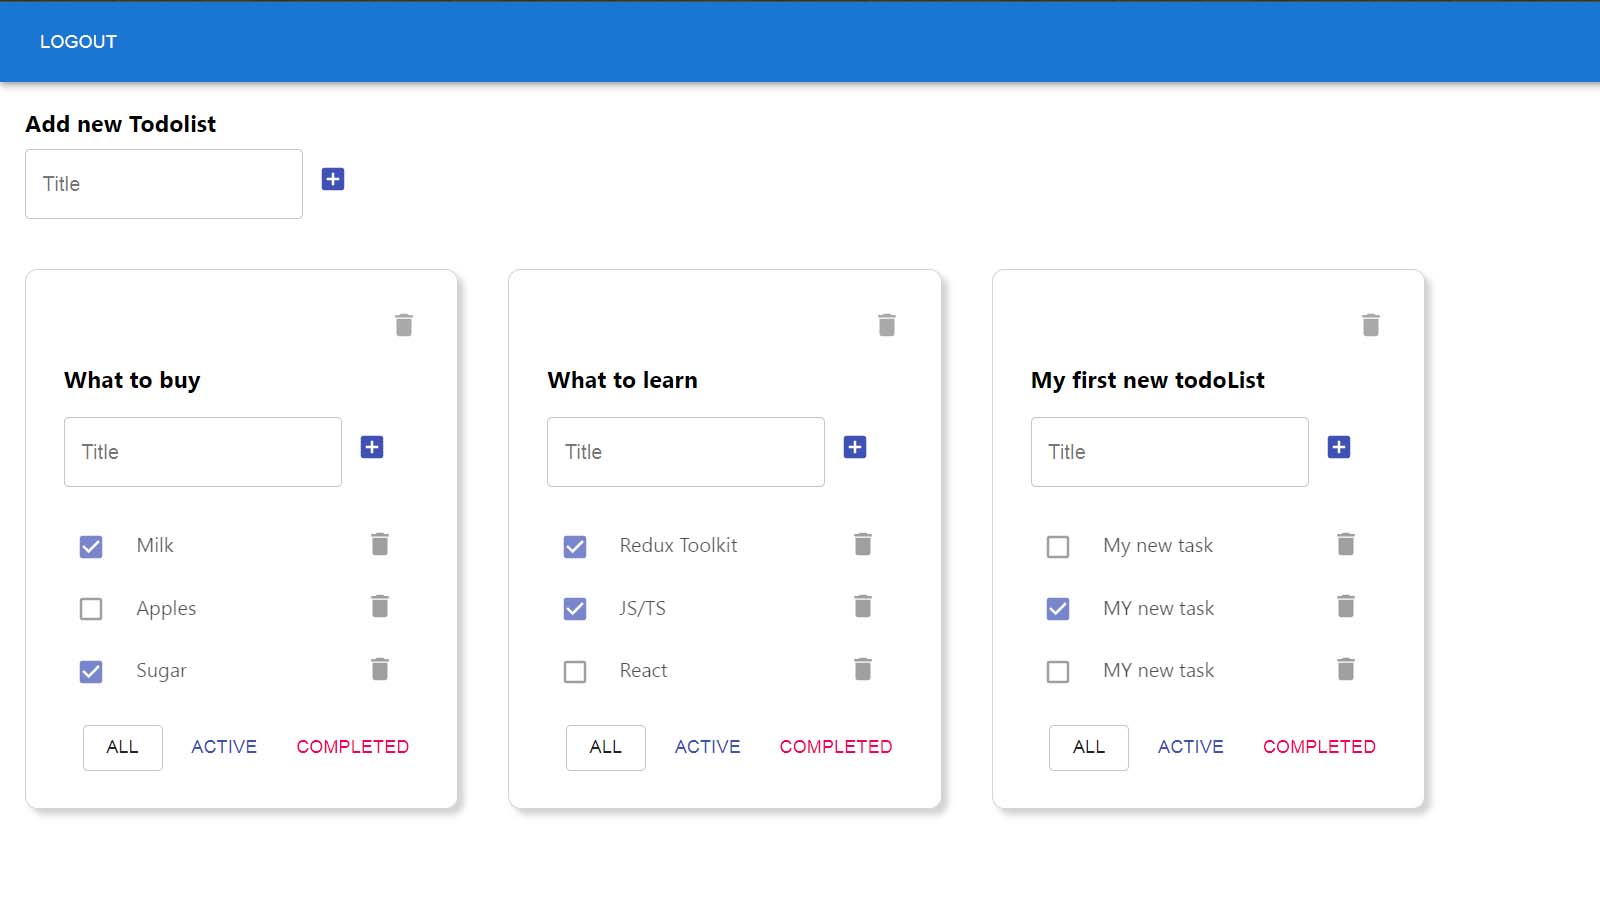 LOGOUT
Add new Todolist
Title
What to buy
Title
Milk
Apples
Sugar
ALL ACTIVE COMPLETED
What to learn
Title
Redux Toolkit
JS/TS
React
ALL ACTIVE COMPLETED
My first new todoList
Title
My new task
MY new task
MY new task
ALL ACTIVE COMPLETED